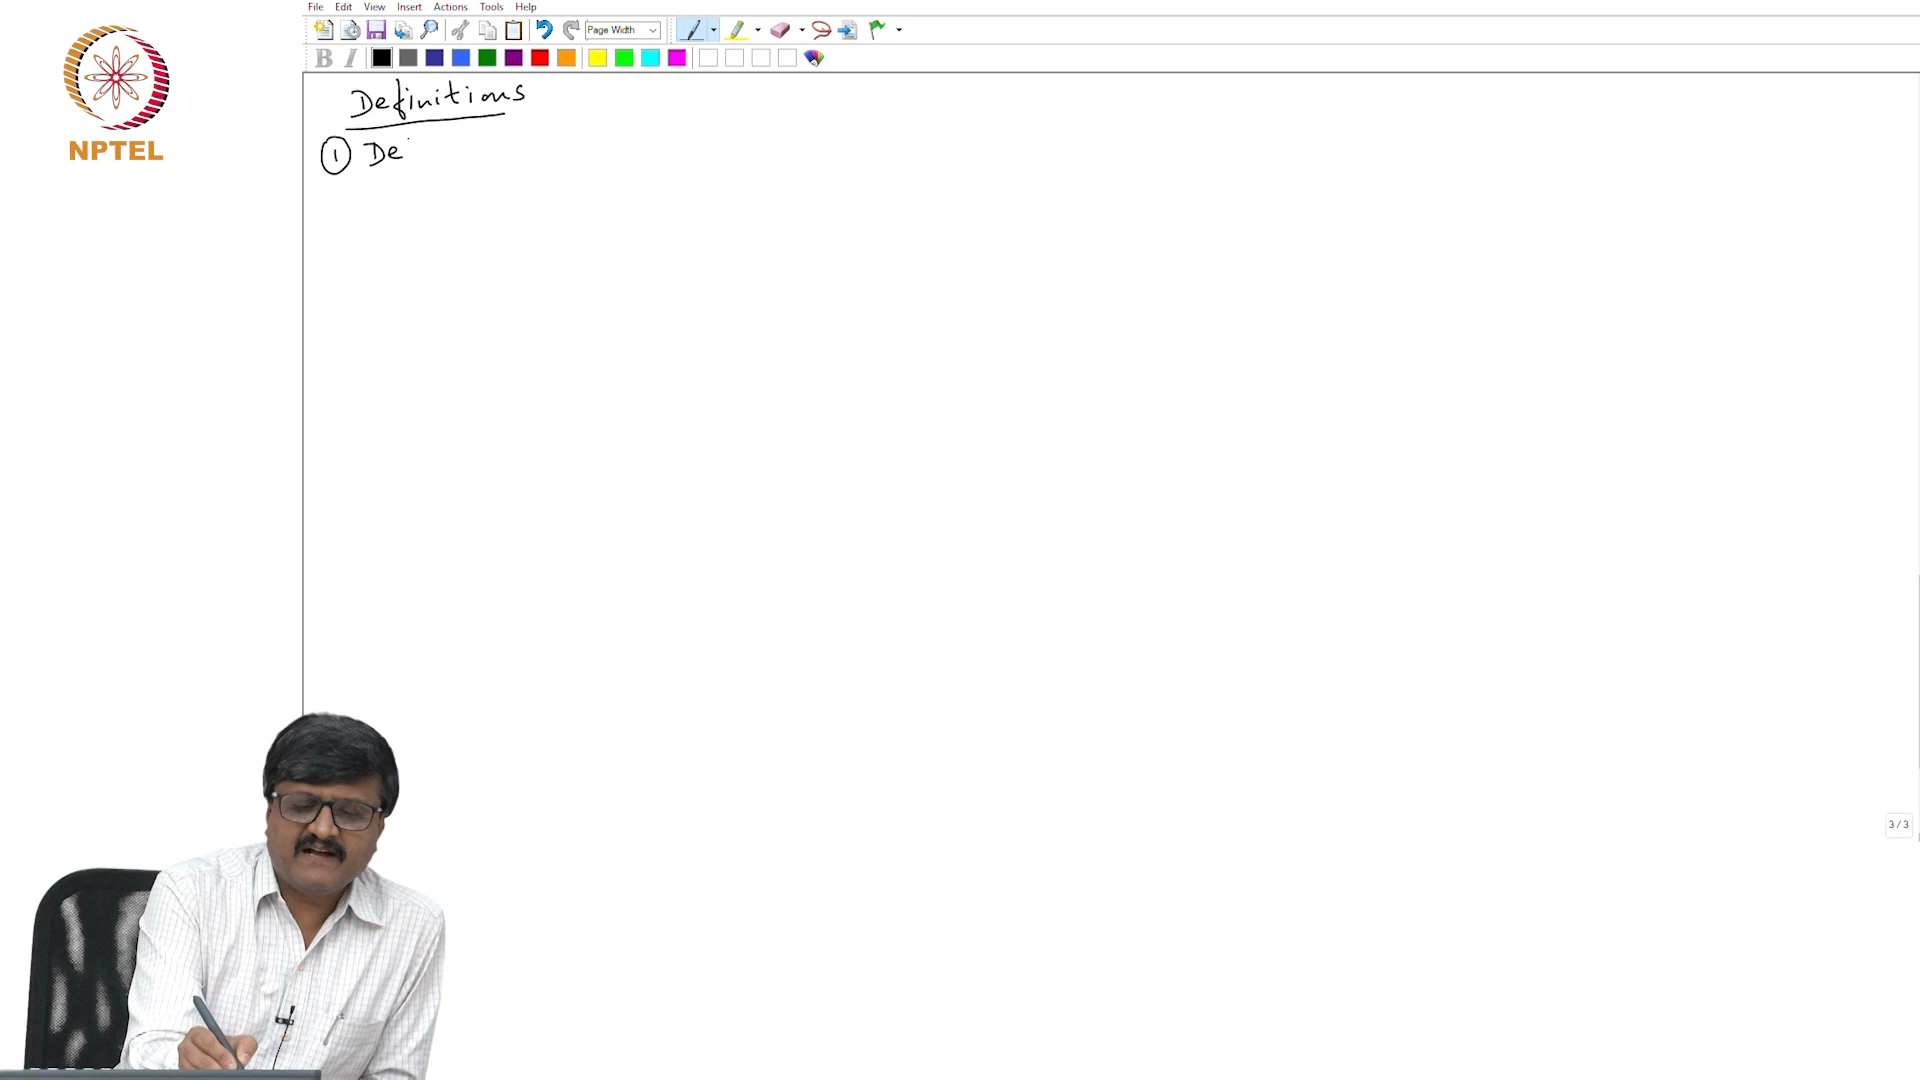 File Edit View Insert Actions Tools Help
Page Width
B I
NPTEL
Definitions
① De
3 / 3